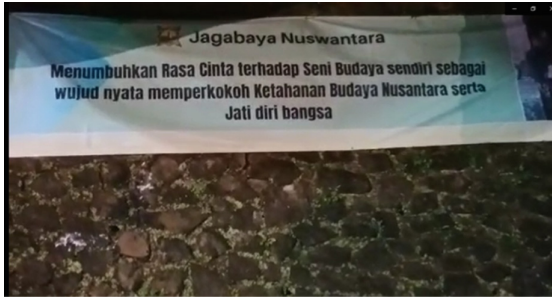 Jagabaya Nuswantara
Menumbuhkan Rasa Cinta terhadap Seni Budaya sendiri sebagai
wujud nyata memperkokoh Ketahanan Budaya Nusantara serta
Jati diri bangsa